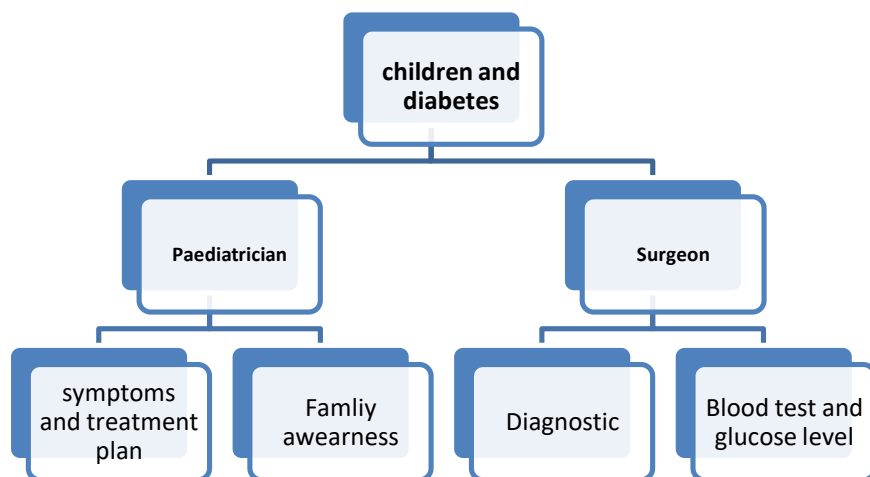 children and
diabetes
Paediatrician
Surgeon
symptoms
and treatment
plan
Famliy
awearness
Diagnostic
Blood test and
glucose level